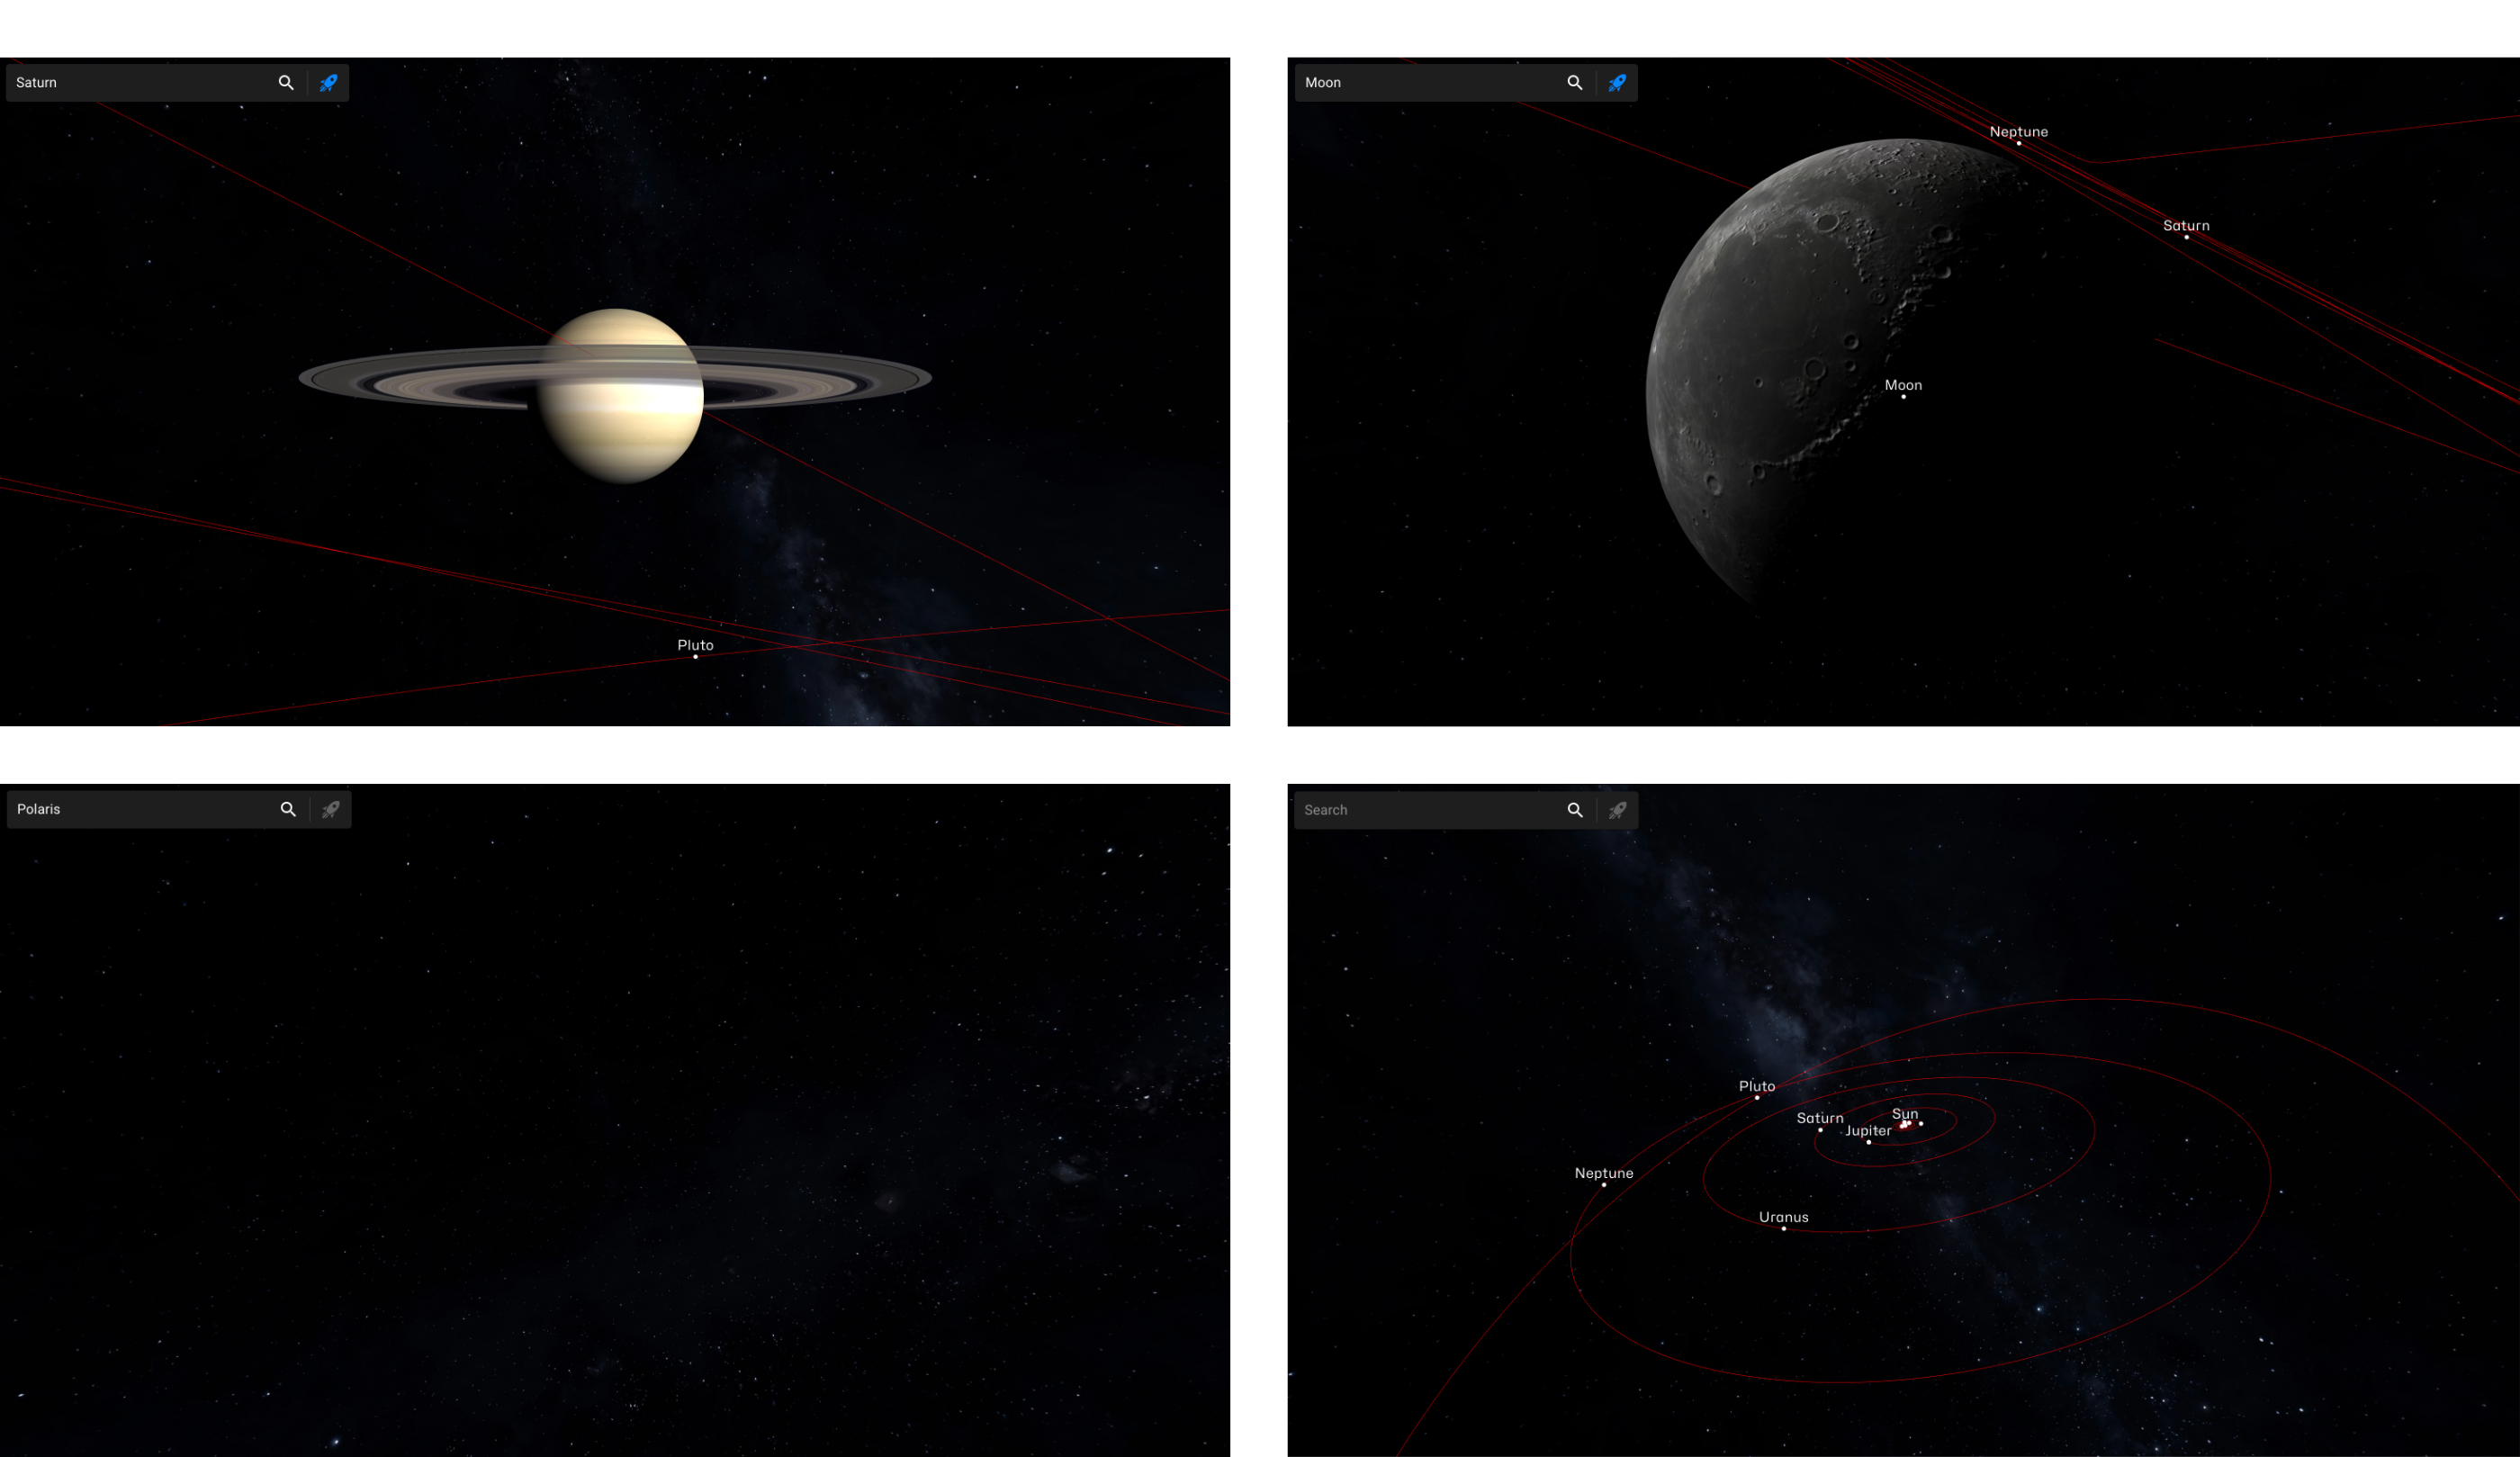 Saturn
Pluto
Moon
Neptune
Saturn
Moon
Polaris
Search
Pluto
Saturn
Sun
Jupiter
Neptune
Uranus